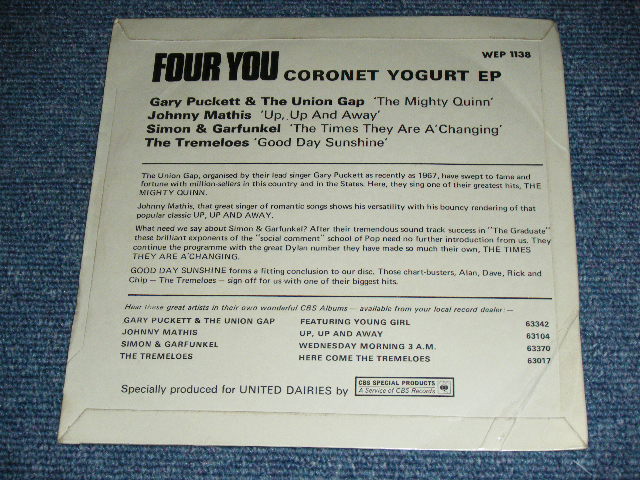 WEP 1138
FOUR YOU CORONET YOGURT EP
Gary Puckett & The Union Gap 'The Mighty Quinn'
Johnny Mathis 'Up, Up And Away'
Simon & Garfunkel 'The Times They Are A'Changing'
The Tremeloes 'Good Day Sunshine'
The Union Gap, organised by their lead singer Gary Puckett as recently as 1967, have swept to fame and
fortune with million-sellers in this country and in the States. Here, they sing one of their greatest hits, THE
MIGHTY QUINN.
Johnny Mathis, that great singer of romantic songs shows his versatility with his bouncy rendering of that
popular classic UP, UP AND AWAY.
What need we say about Simon & Garfunkel? After their tremendous sound track success in "The Graduate"
these brilliant exponents of the "social comment" school of Pop need no further introduction from us. They
continue the programme with the great Dylan number they have made so much their own, THE TIMES
THEY ARE A'CHANGING.
GOOD DAY SUNSHINE forms a fitting conclusion to our disc. Those chart-busters, Alan, Dave, Rick and
Chip — The Tremeloes — sign off for us with one of their biggest hits.
Hear these great artists in their own wonderful CBS Albums — available from your local record dealer:—
GARY PUCKETT & THE UNION GAP FEATURING YOUNG GIRL 63342
JOHNNY MATHIS UP, UP AND AWAY 63104
SIMON & GARFUNKEL WEDNESDAY MORNING 3 A.M. 63370
THE TREMELOES HERE COME THE TREMELOES 63017
Specially produced for UNITED DAIRIES by
CBS SPECIAL PRODUCTS
A Service of CBS Records